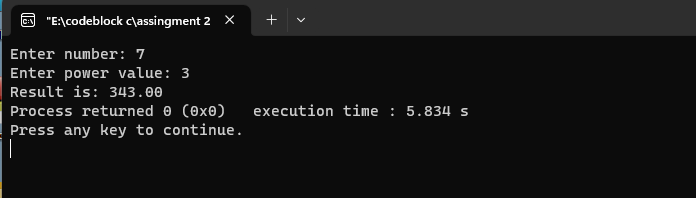 "E:\codeblock c\assingment 2
Enter number: 7
Enter power value: 3
Result is: 343.00
Process returned 0 (0x0)   execution time : 5.834 s
Press any key to continue.